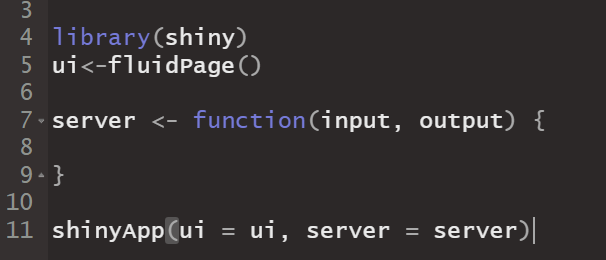 3
4 library(shiny)
5 ui<-fluidPage()
6
7 server <- function(input, output) {
8
9 }
10
11 shinyApp(ui = ui, server = server)